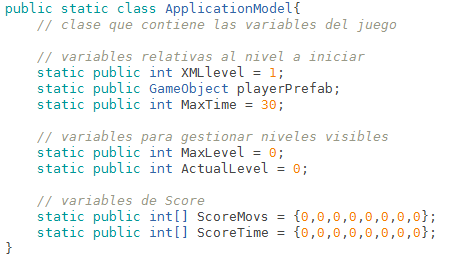 public static class ApplicationModel{
// clase que contiene las variables del juego
// variables relativas al nivel a iniciar
static public int XMLlevel = 1;
static public GameObject playerPrefab;
static public int MaxTime = 30;
// variables para gestionar niveles visibles
static public int MaxLevel = 0;
static public int ActualLevel = 0;
// variables de Score
static public int[] ScoreMovs = {0,0,0,0,0,0,0,0};
static public int[] ScoreTime = {0,0,0,0,0,0,0,0};
}